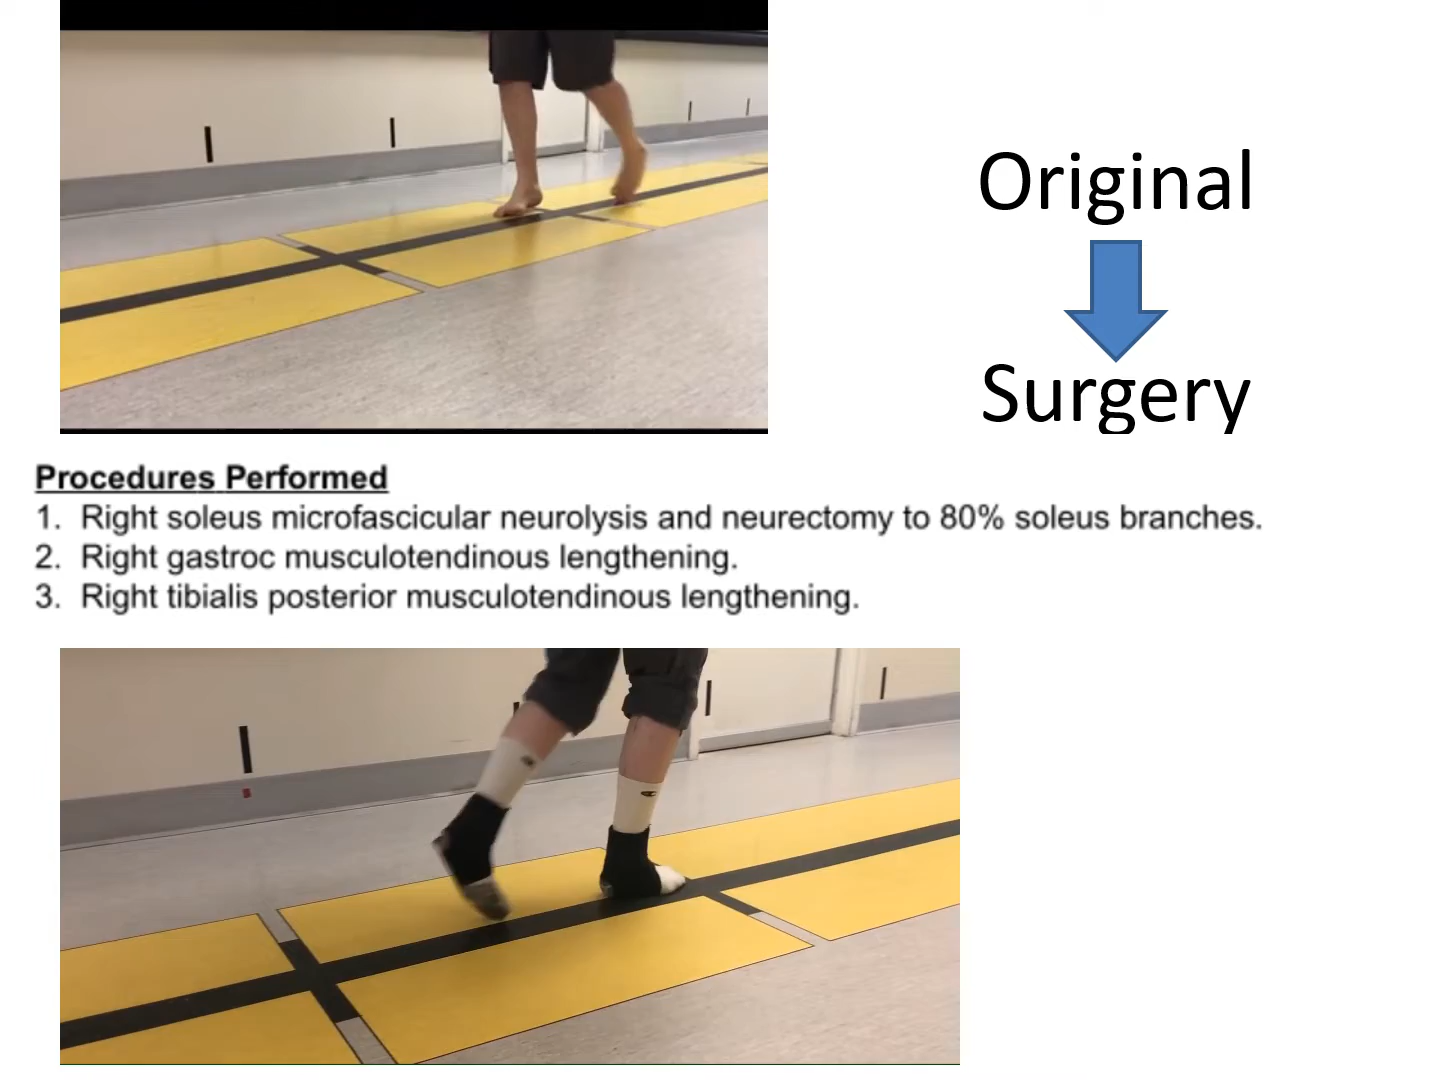 Original
Surgery
Procedures Performed
1. Right soleus microfascicular neurolysis and neurectomy to 80% soleus branches.
2. Right gastroc musculotendinous lengthening.
3. Right tibialis posterior musculotendinous lengthening.